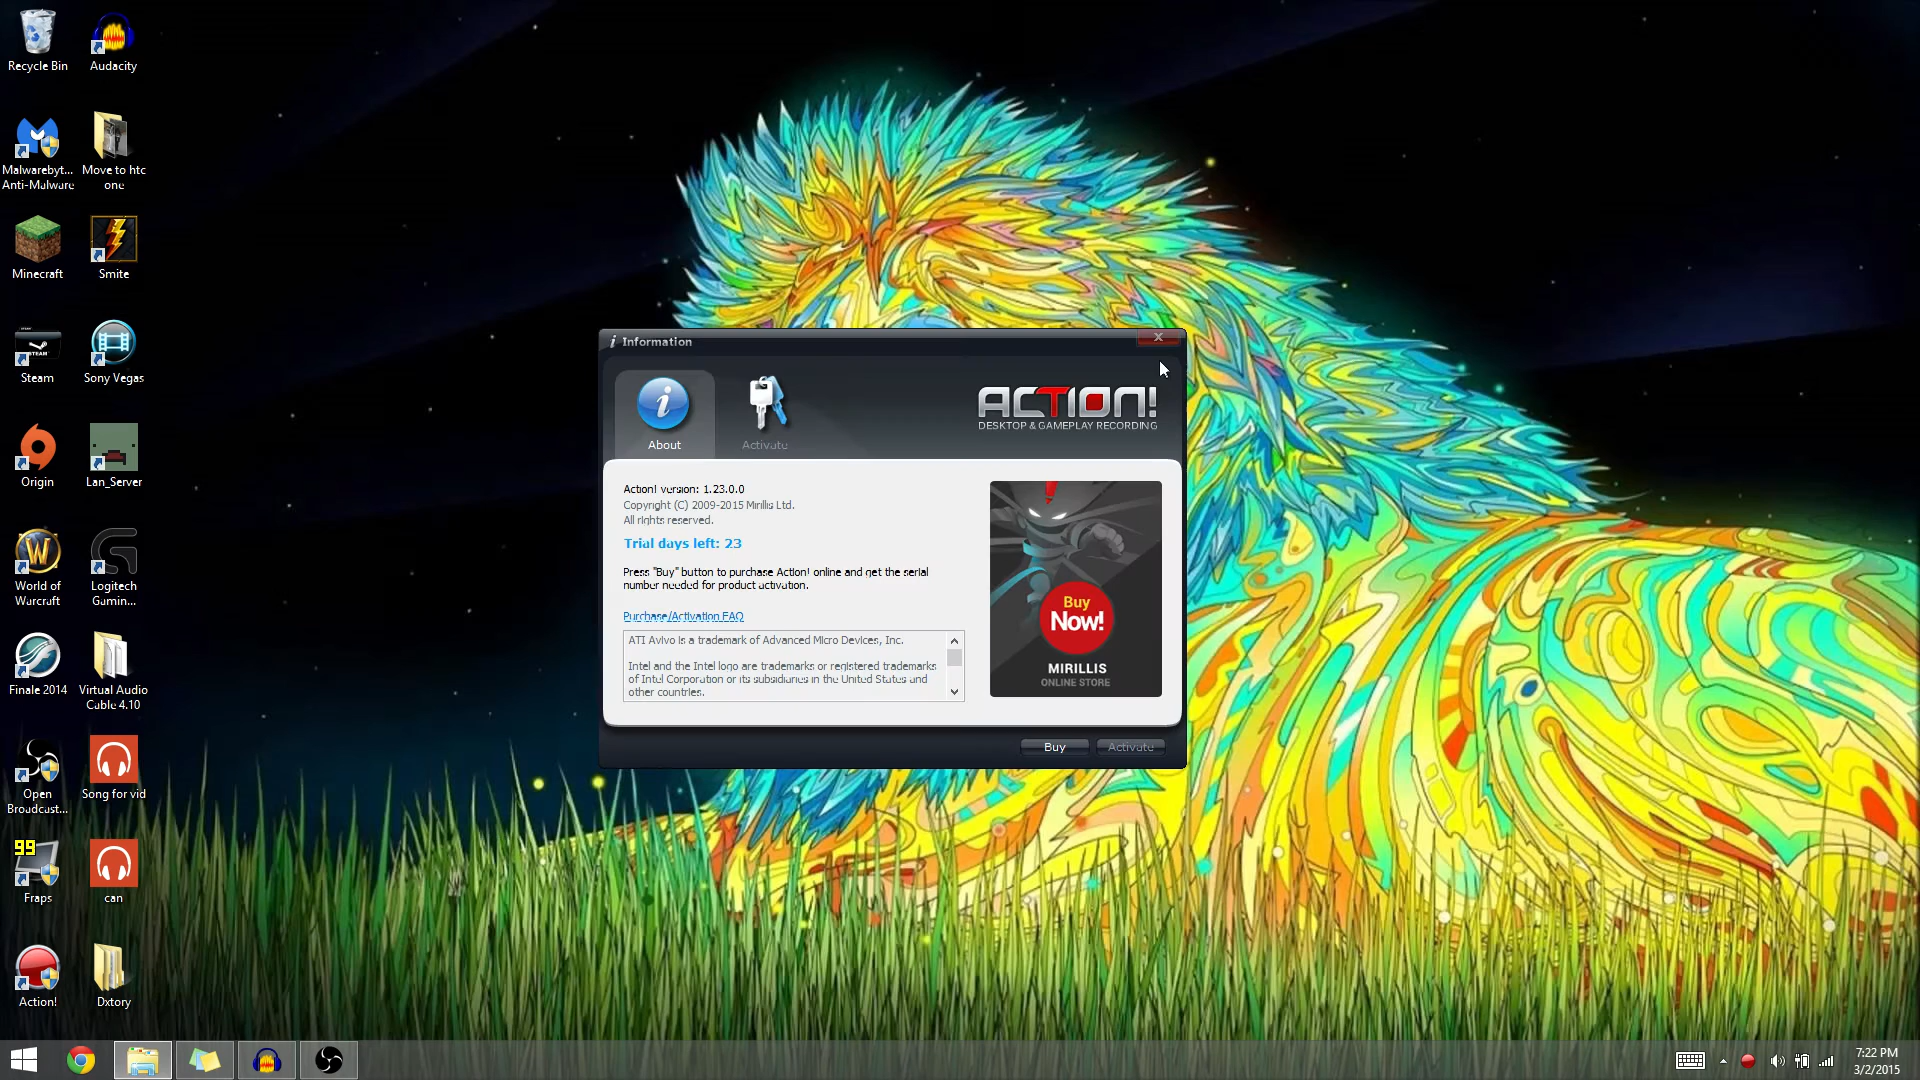 Recycle Bin
Audacity
Malwarebyt...
Anti-Malware
Move to htc
one
Minecraft
Smite
STEAM
Steam
Sony Vegas
Origin
Lan_Server
World of
Warcraft
Logitech
Gamin...
Finale 2014
Virtual Audio
Cable 4.10
Open
Broadcast...
Song for vid
99
Fraps
can
Action!
Dxtory
Information
About
Activate
ACTION!
DESKTOP & GAMEPLAY RECORDING
Action! version: 1.23.0.0
Copyright (C) 2009-2015 Mirillis Ltd.
All rights reserved.
Trial days left: 23
Press "Buy" button to purchase Action! online and get the serial
number needed for product activation.
Purchase/Activation FAQ
ATI Avivo is a trademark of Advanced Micro Devices, Inc.
Intel and the Intel logo are trademarks or registered trademarks
of Intel Corporation or its subsidiaries in the United States and
other countries.
Buy
Now!
MIRILLIS
ONLINE STORE
Buy
Activate
7:22 PM
3/2/2015